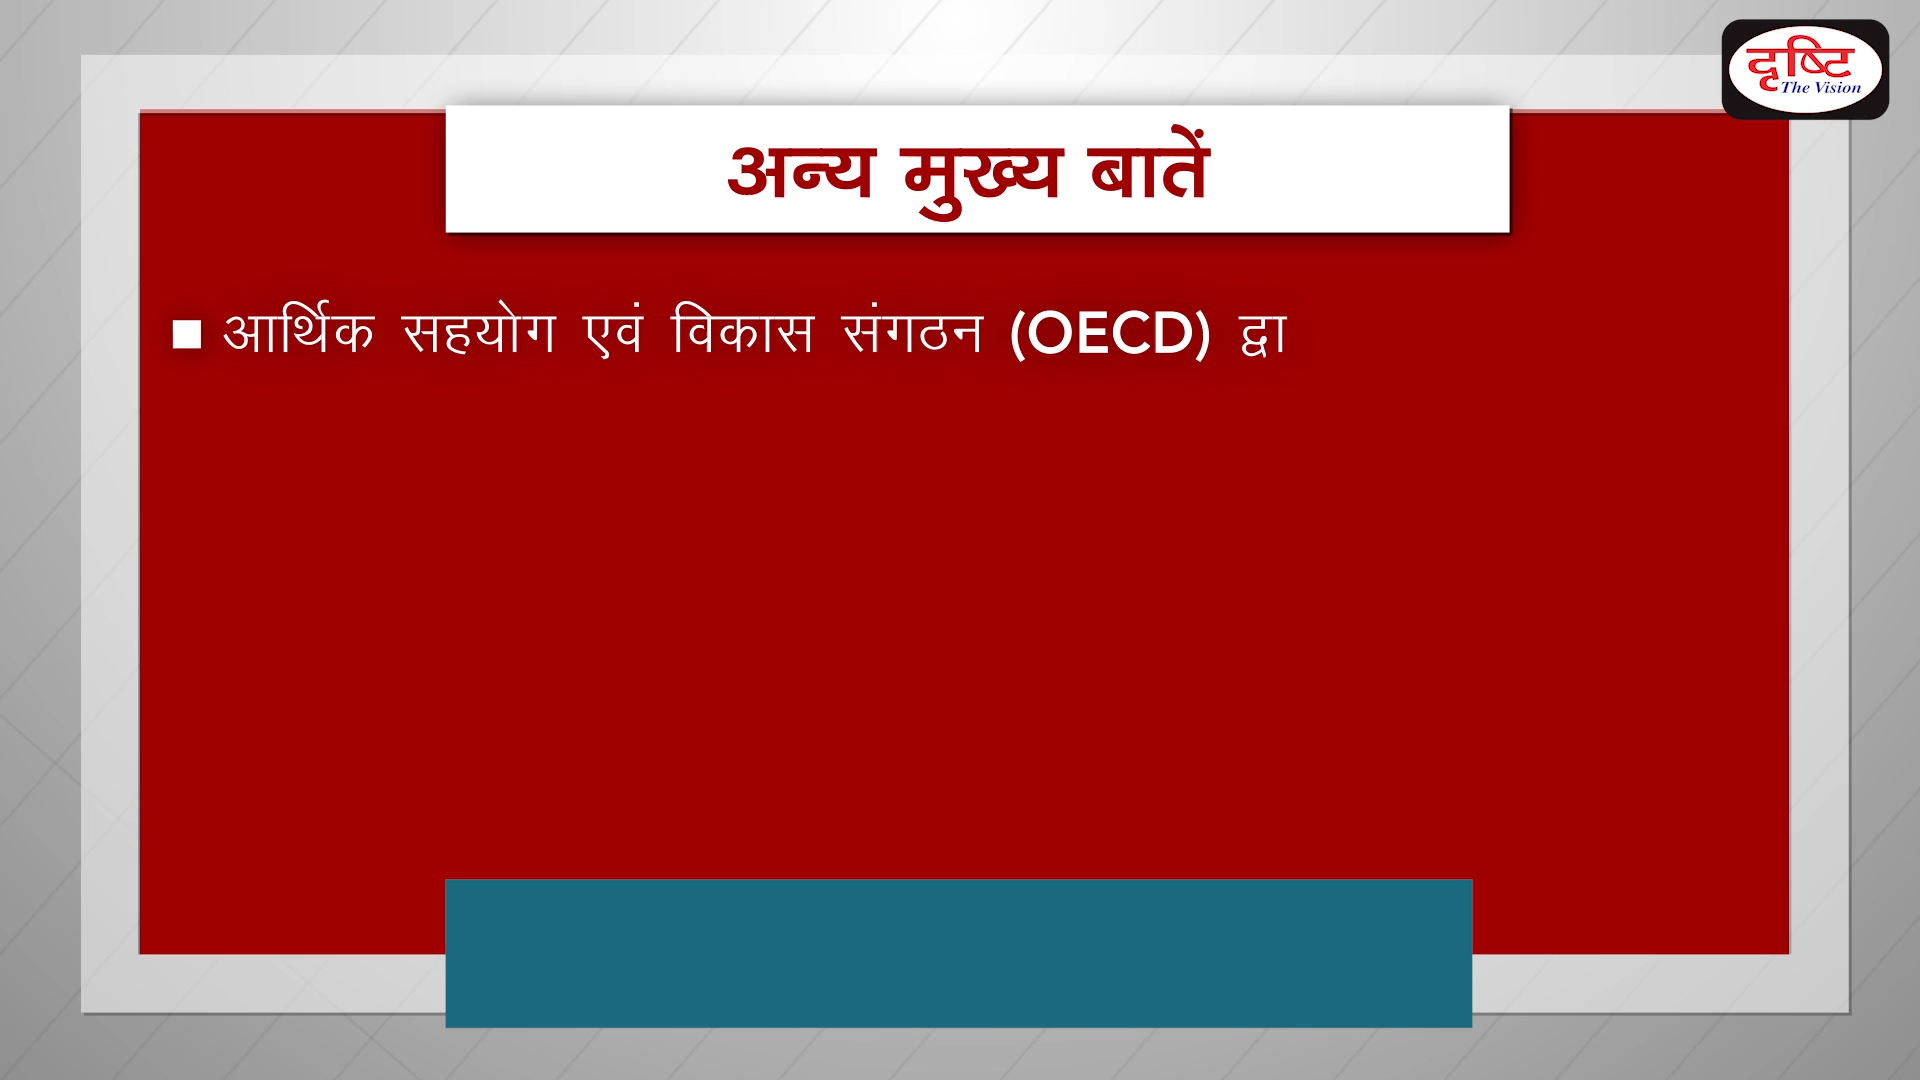 दृष्टि
The Vision
अन्य मुख्य बातें
■ आर्थिक सहयोग एवं विकास संगठन (OECD) द्वा